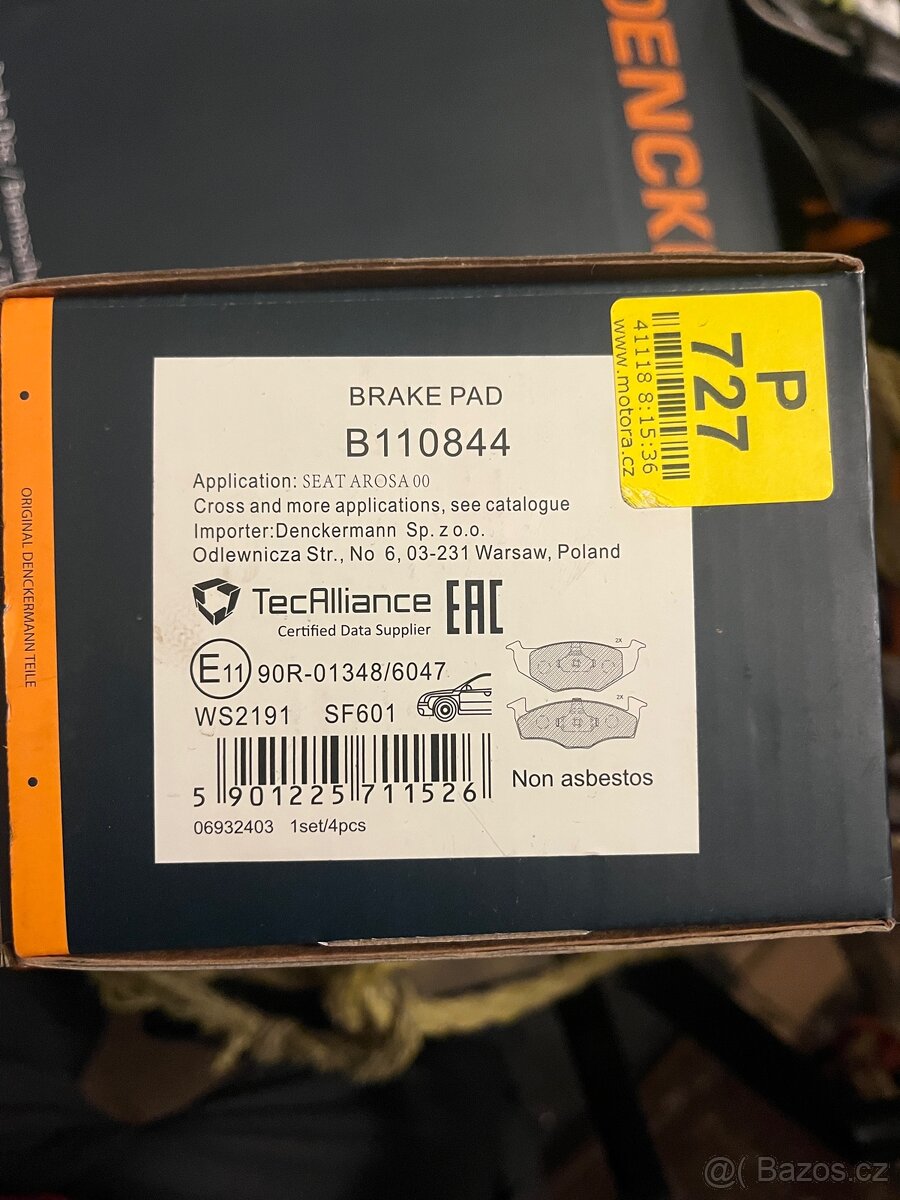 DENCK
P
727
41118 8:15:36
www.motora.cz
BRAKE PAD
B110844
Application: SEAT AROSA 00
Cross and more applications, see catalogue
Importer:Denckermann Sp. z o.o.
Odlewnicza Str., No 6, 03-231 Warsaw, Poland
TecAlliance
Certified Data Supplier
EAC
E11 90R-01348/6047
2X
2X
WS2191 SF601
5 901225 711526
Non asbestos
06932403 1set/4pcs
ORIGINAL DENCKERMANN TEILE
@( Bazos.cz